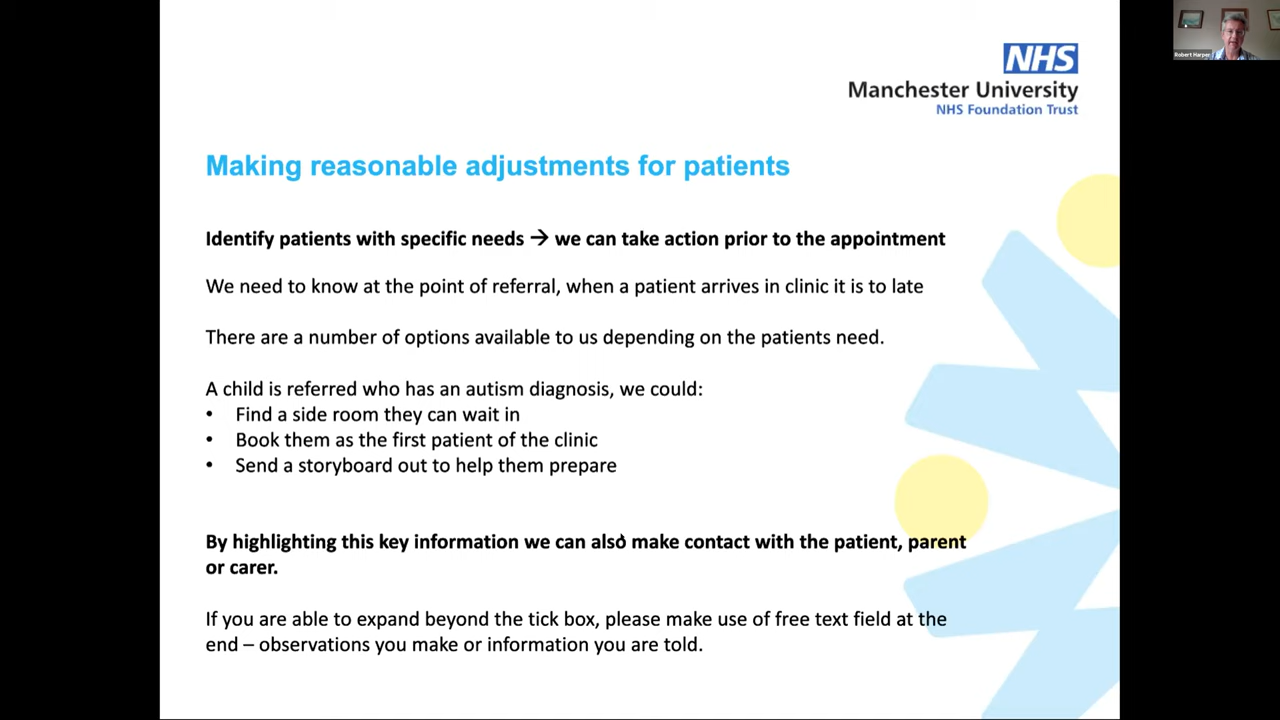 NHS
Manchester University
NHS Foundation Trust
Robert Harper
Making reasonable adjustments for patients
Identify patients with specific needs → we can take action prior to the appointment
We need to know at the point of referral, when a patient arrives in clinic it is to late
There are a number of options available to us depending on the patients need.
A child is referred who has an autism diagnosis, we could:
• Find a side room they can wait in
• Book them as the first patient of the clinic
• Send a storyboard out to help them prepare
By highlighting this key information we can also make contact with the patient, parent
or carer.
If you are able to expand beyond the tick box, please make use of free text field at the
end – observations you make or information you are told.